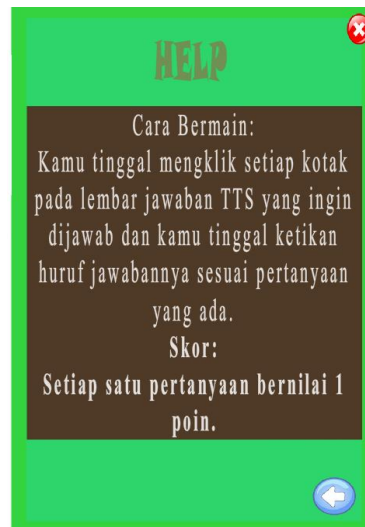 HELP
Cara Bermain:
Kamu tinggal mengklik setiap kotak
pada lembar jawaban TTS yang ingin
dijawab dan kamu tinggal ketikan
huruf jawabannya sesuai pertanyaan
yang ada.
Skor:
Setiap satu pertanyaan bernilai 1
poin.